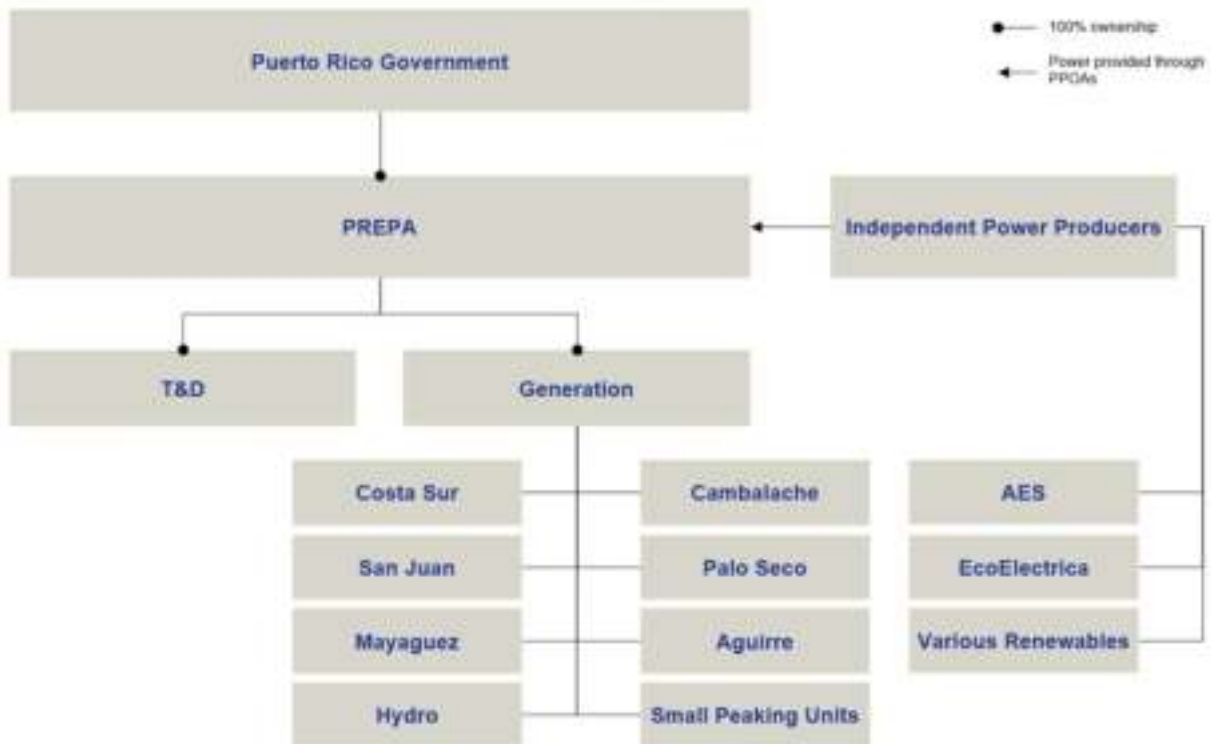 Puerto Rico Government
100% ownership
Power provided through
PPOAs
PREPA
Independent Power Producers
T&D
Generation
Costa Sur
Cambalache
AES
San Juan
Palo Seco
EcoElectrica
Mayaguez
Aguirre
Various Renewables
Hydro
Small Peaking Units